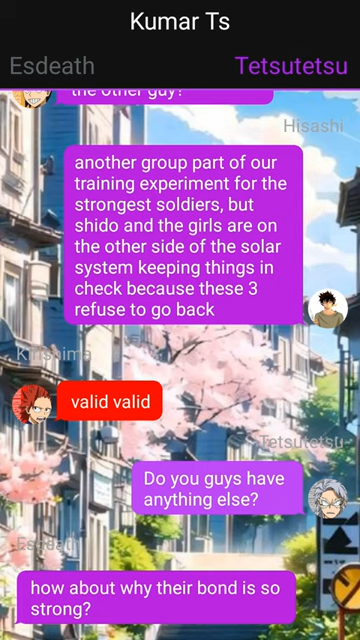 Kumar Ts
Esdeath
Tetsutetsu
the other guy?
Hisashi
another group part of our
training experiment for the
strongest soldiers, but
shido and the girls are on
the other side of the solar
system keeping things in
check because these 3
refuse to go back
Kirishima
valid valid
Tetsutetsu
Do you guys have
anything else?
Esdeath
how about why their bond is so
strong?